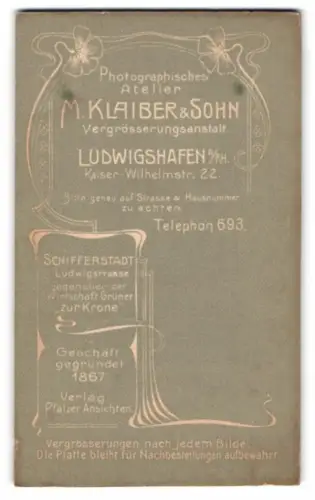 Photographisches
Atelier
M. KLAIBER & SOHN
Vergrösserungsanstalt
LUDWIGSHAFEN a/RH.
Kaiser-Wilhelmstr. 22.
Bitte genau auf Strasse u. Hausnummer
zu achten
Telephon 693.
SCHIFFERSTADT
Ludwigstrasse
gegenüber der
Wirtschaft Grüner
zur Krone
Geschäft
gegründet
1867
Verlag
Pfälzer Ansichten
Vergrösserungen nach jedem Bilde.
Die Platte bleibt für Nachbestellungen aufbewahrt